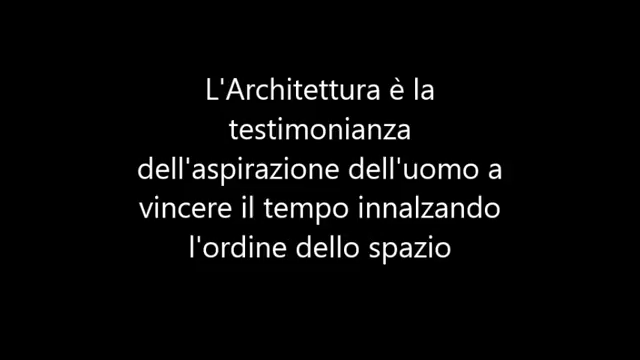 L'Architettura è la
testimonianza
dell'aspirazione dell'uomo a
vincere il tempo innalzando
l'ordine dello spazio